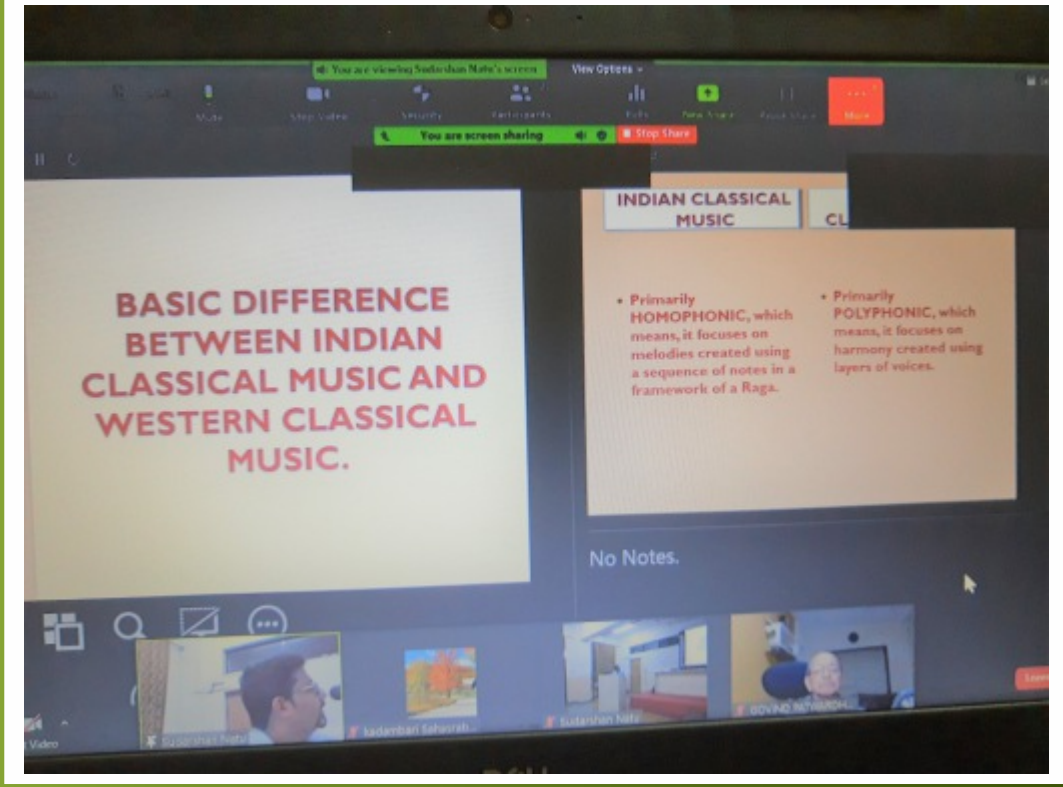 You are viewing Sudarshan Natu's screen
View Options
Mute
Stop Video
Security
Participants
Polls
New Share
Pause Share
More
You are screen sharing
Stop Share
BASIC DIFFERENCE
BETWEEN INDIAN
CLASSICAL MUSIC AND
WESTERN CLASSICAL
MUSIC.
INDIAN CLASSICAL
MUSIC
CL
• Primarily
HOMOPHONIC, which
means, it focuses on
melodies created using
a sequence of notes in a
framework of a Raga.
• Primarily
POLYPHONIC, which
means, it focuses on
harmony created using
layers of voices.
No Notes.
Sudarshan Natu
kadambari Sahasrab...
Sudarshan Natu
Leave
Video